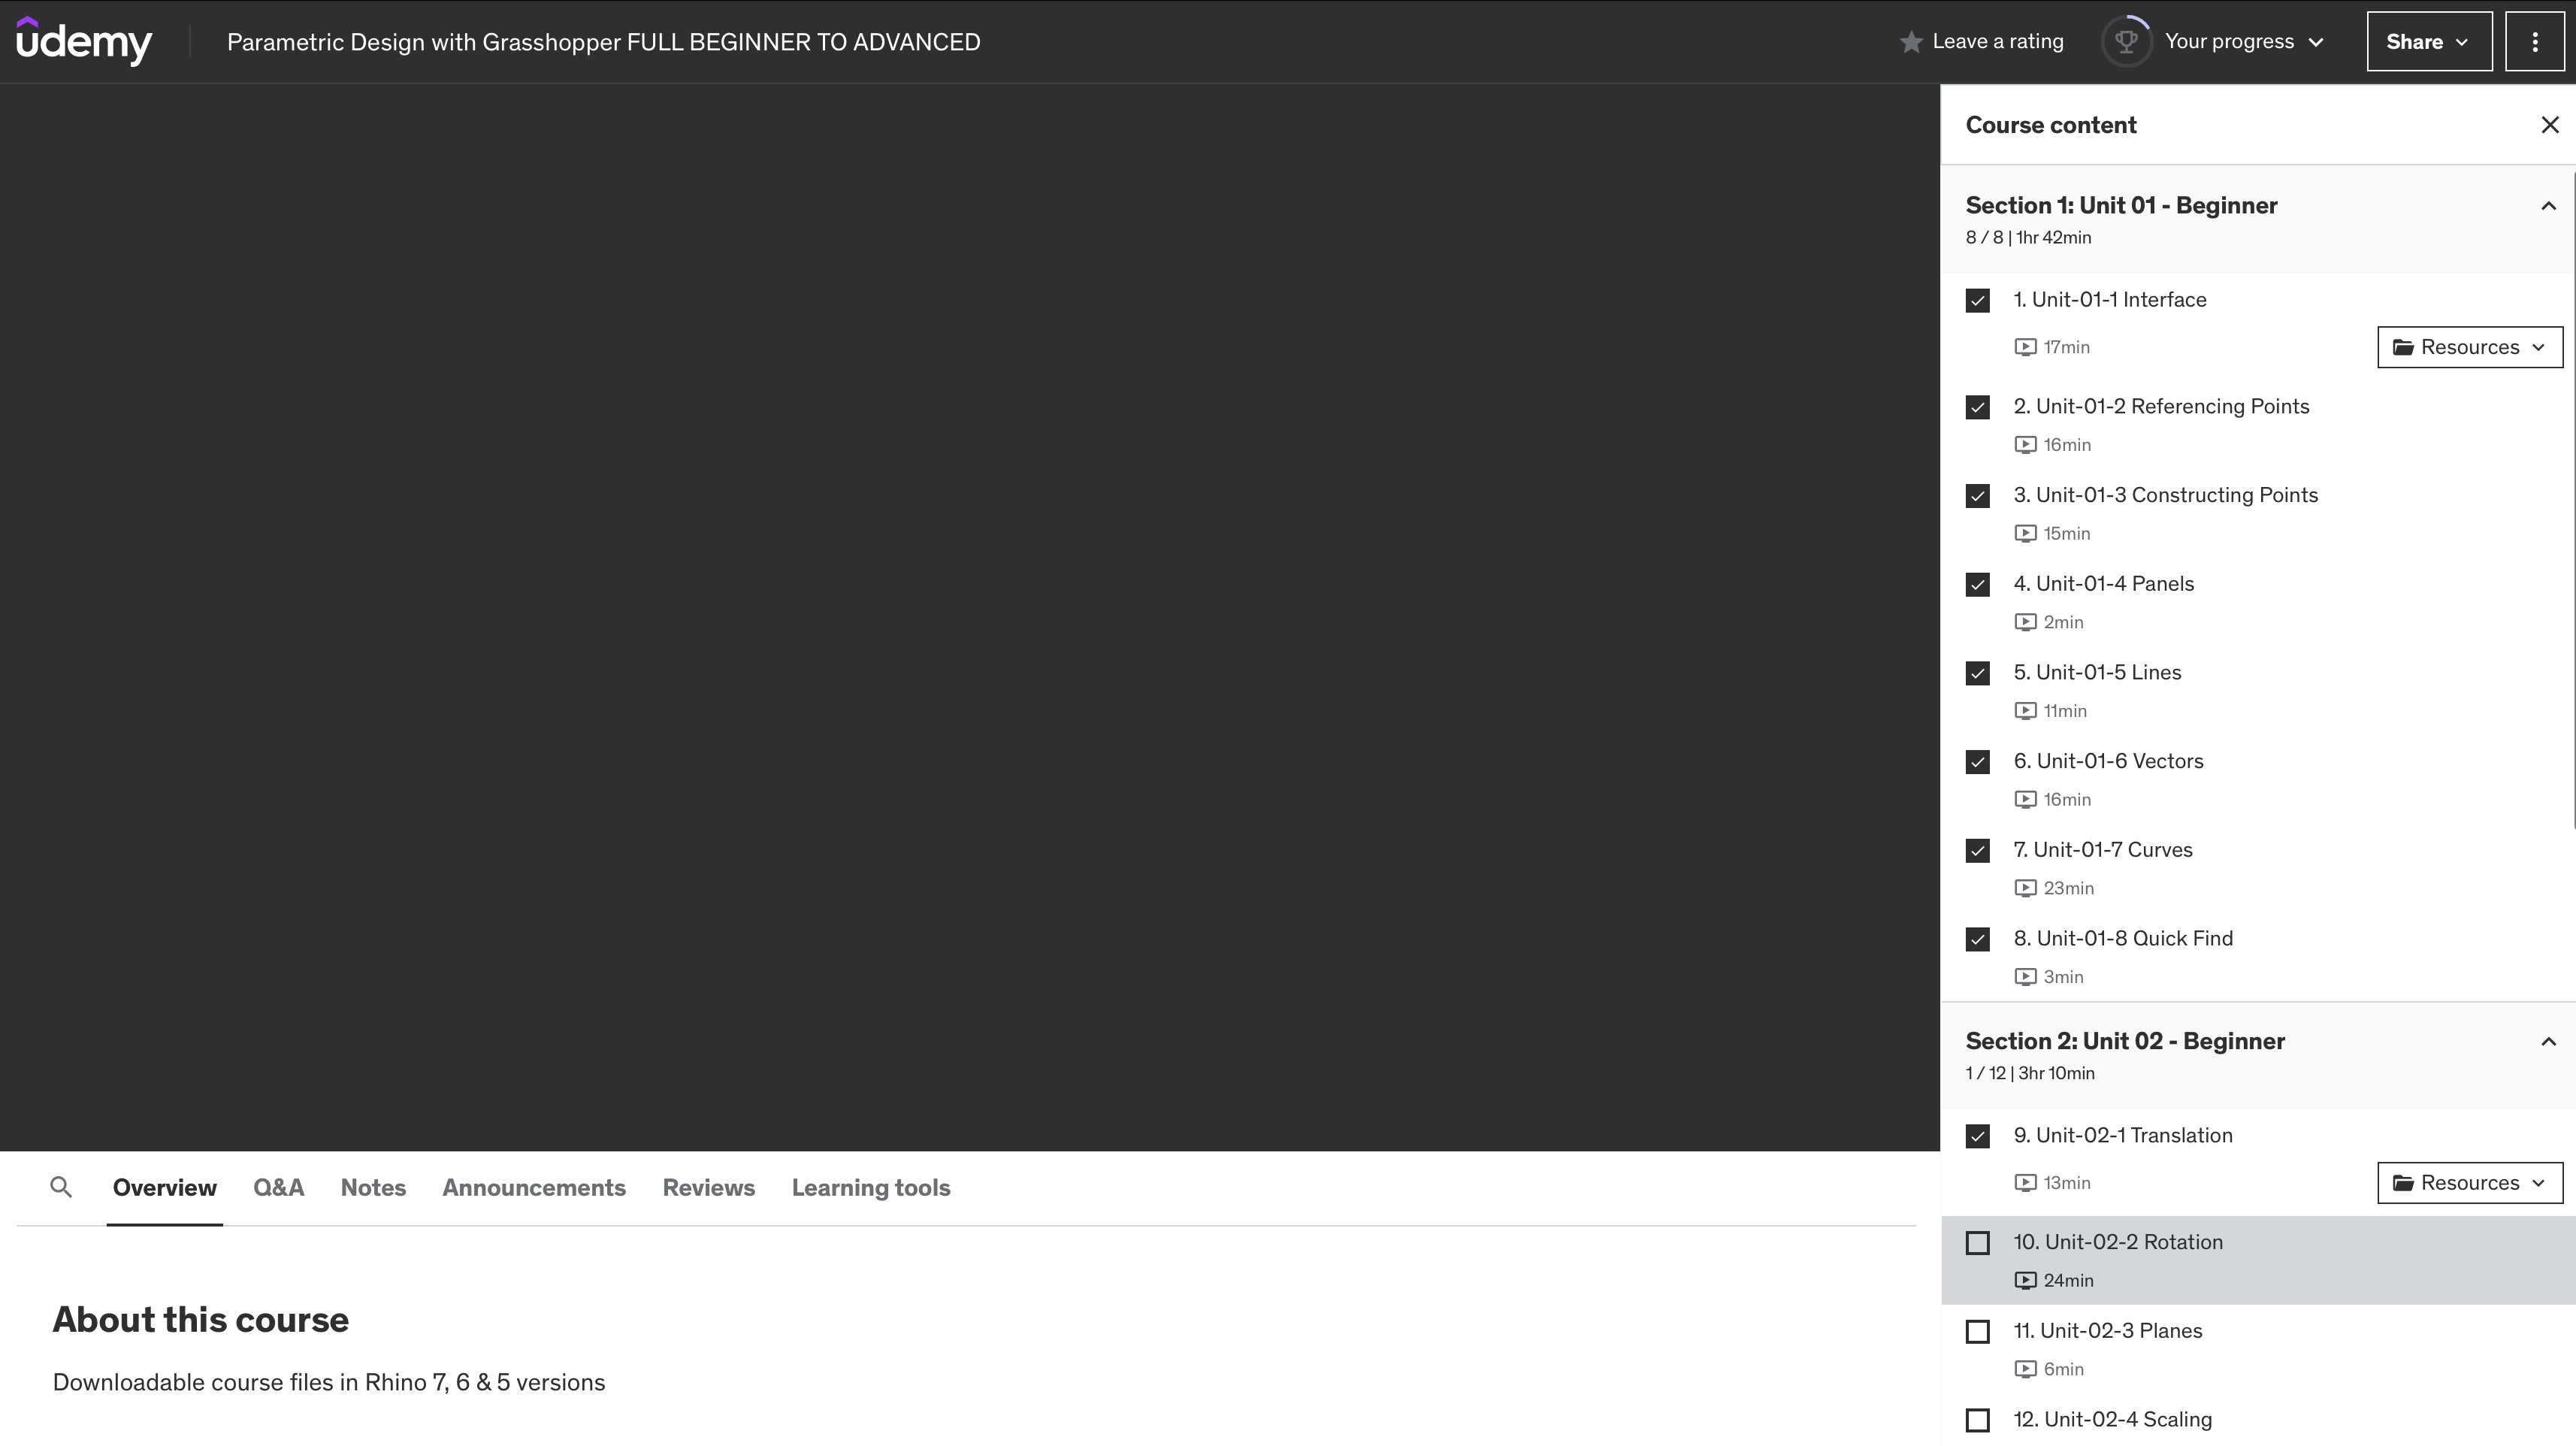 udemy
Parametric Design with Grasshopper FULL BEGINNER TO ADVANCED
Leave a rating
Your progress
Share
Course content
Section 1: Unit 01 - Beginner
8 / 8 | 1hr 42min
1. Unit-01-1 Interface
17min
Resources
2. Unit-01-2 Referencing Points
16min
3. Unit-01-3 Constructing Points
15min
4. Unit-01-4 Panels
2min
5. Unit-01-5 Lines
11min
6. Unit-01-6 Vectors
16min
7. Unit-01-7 Curves
23min
8. Unit-01-8 Quick Find
3min
Section 2: Unit 02 - Beginner
1 / 12 | 3hr 10min
9. Unit-02-1 Translation
13min
Resources
10. Unit-02-2 Rotation
24min
11. Unit-02-3 Planes
6min
12. Unit-02-4 Scaling
Overview
Q&A
Notes
Announcements
Reviews
Learning tools
About this course
Downloadable course files in Rhino 7, 6 & 5 versions